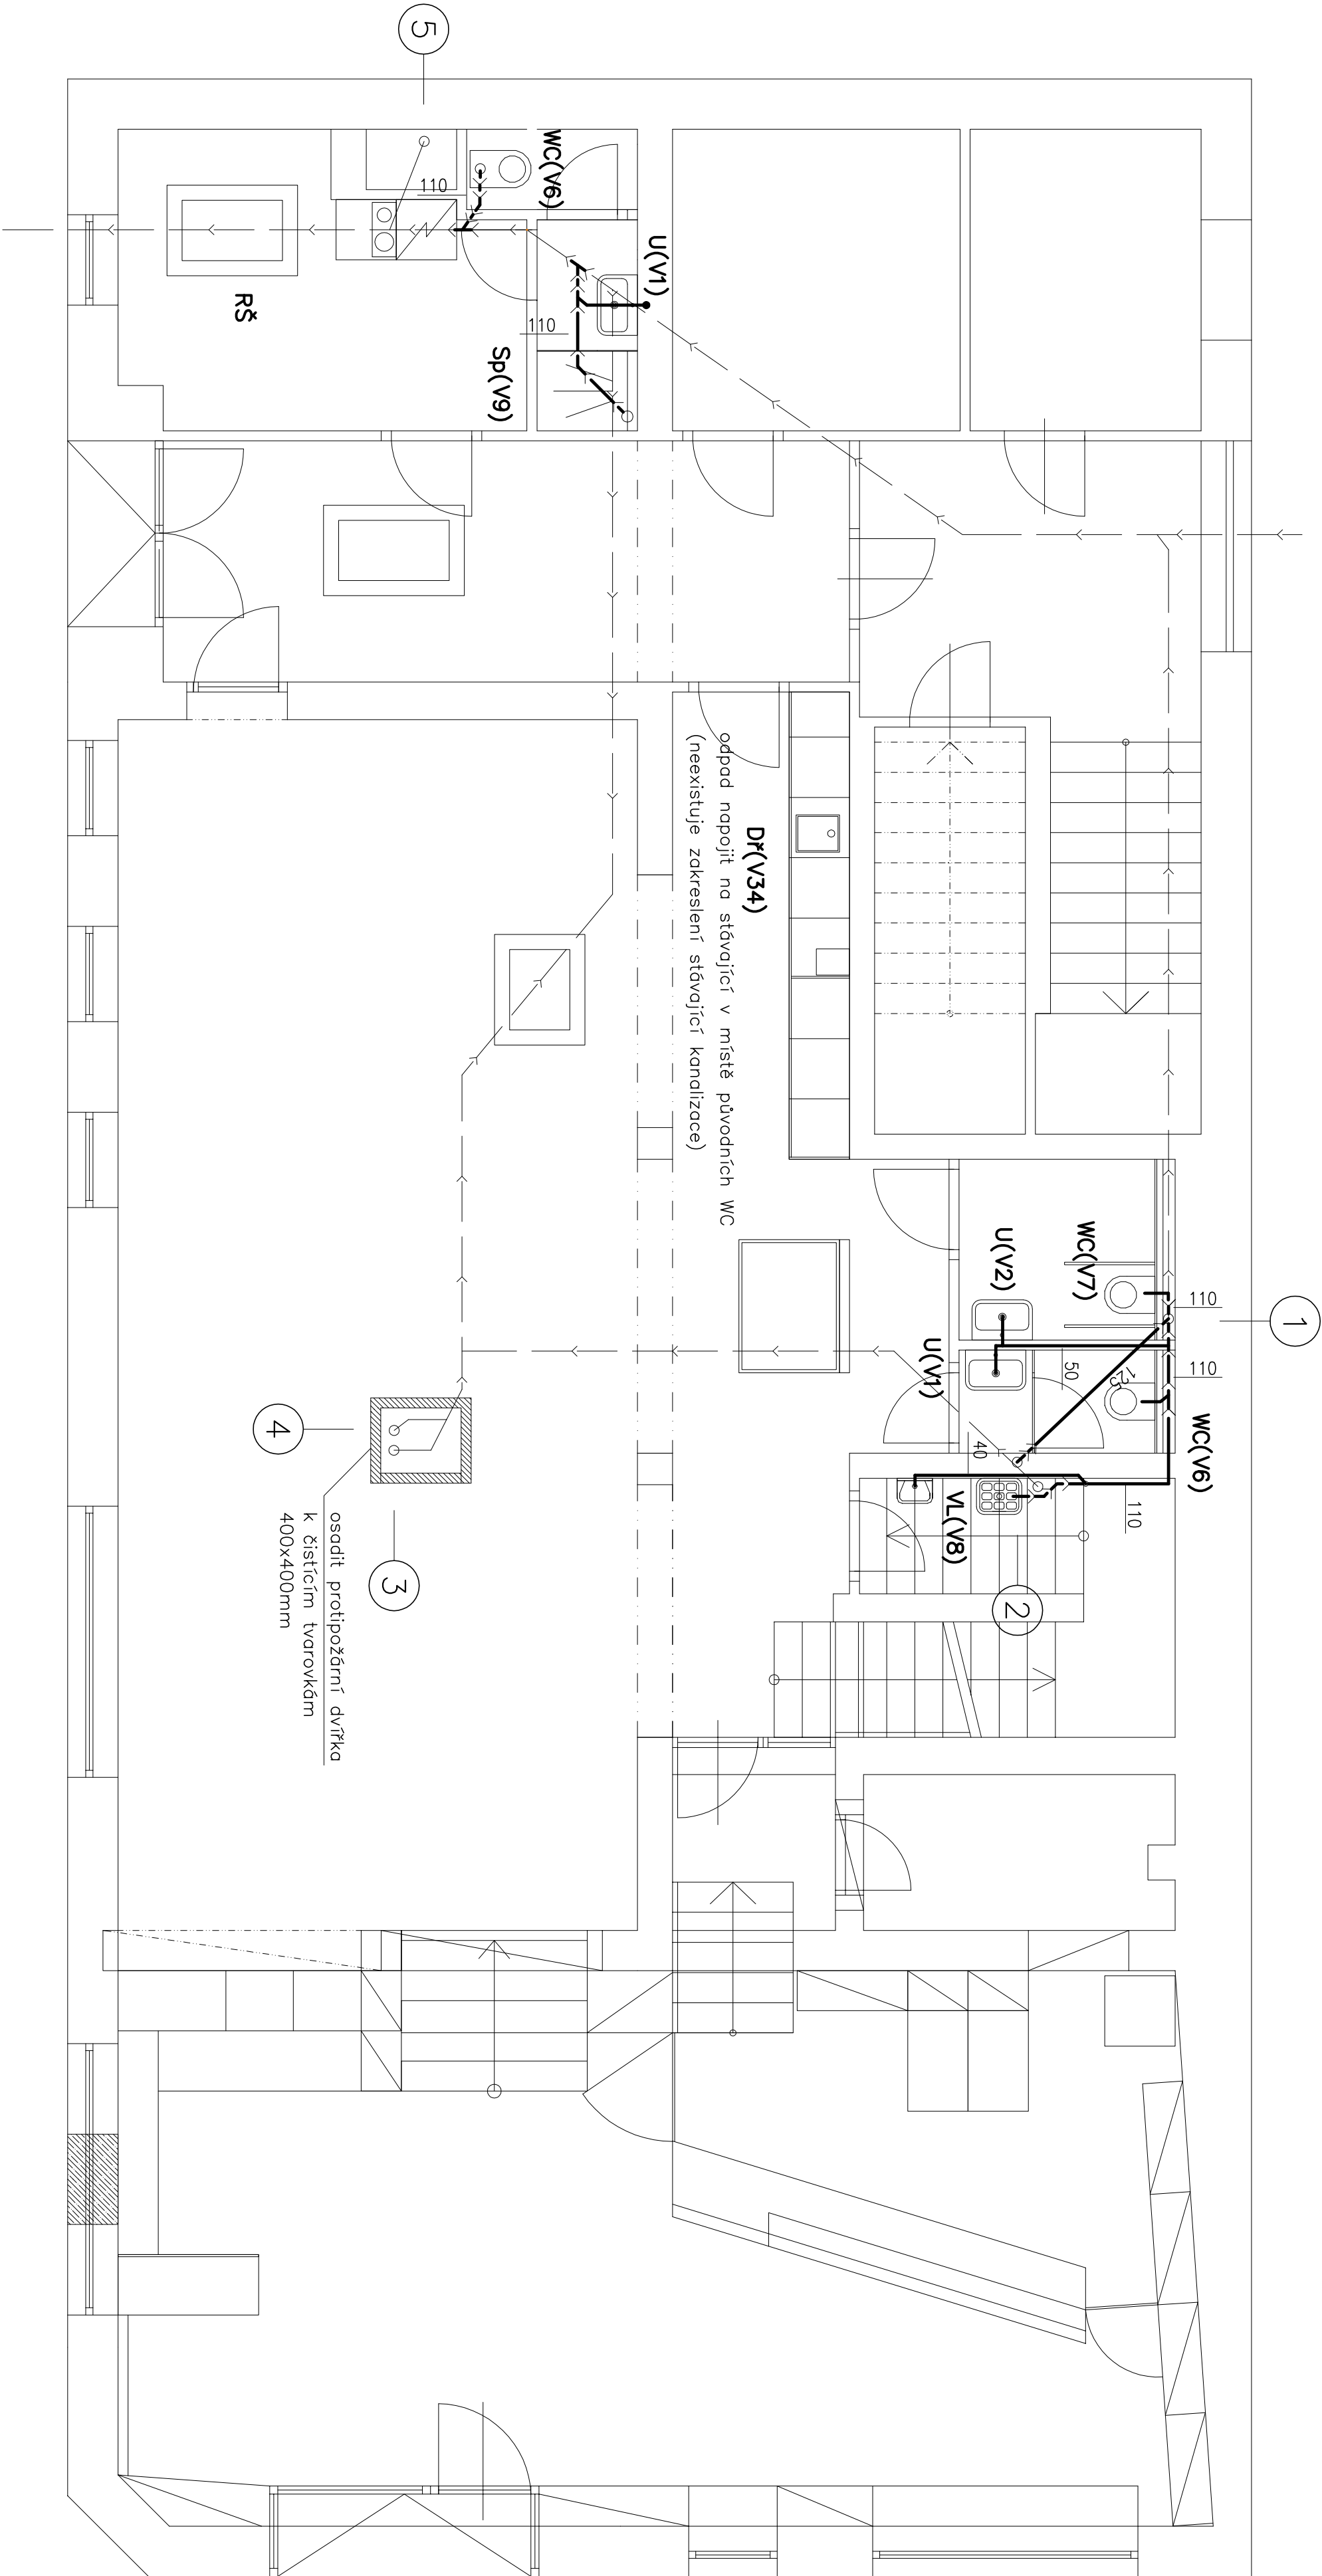 5
WC(V6)
110
U(V1)
110
Sp(V9)
RŠ
Dř(V34)
odpad napojit na stávající v místě původních WC
(neexistuje zakreslení stávající kanalizace)
1
110
WC(V7)
U(V2)
110
125
50
U(V1)
WC(V6)
40
110
VL(V8)
2
4
3
osadit protipožární dvířka
k čistícím tvarovkám
400x400mm